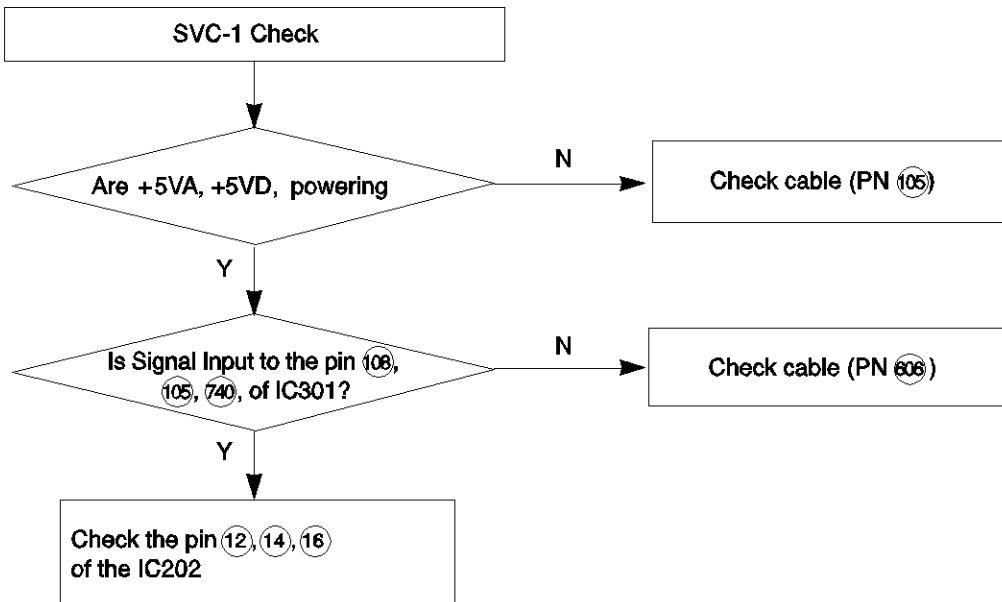 SVC-1 Check
Are +5VA, +5VD, powering
N
Check cable (PN 105)
Y
Is Signal Input to the pin 108,
105, 740, of IC301?
N
Check cable (PN 606)
Y
Check the pin 12, 14, 16
of the IC202